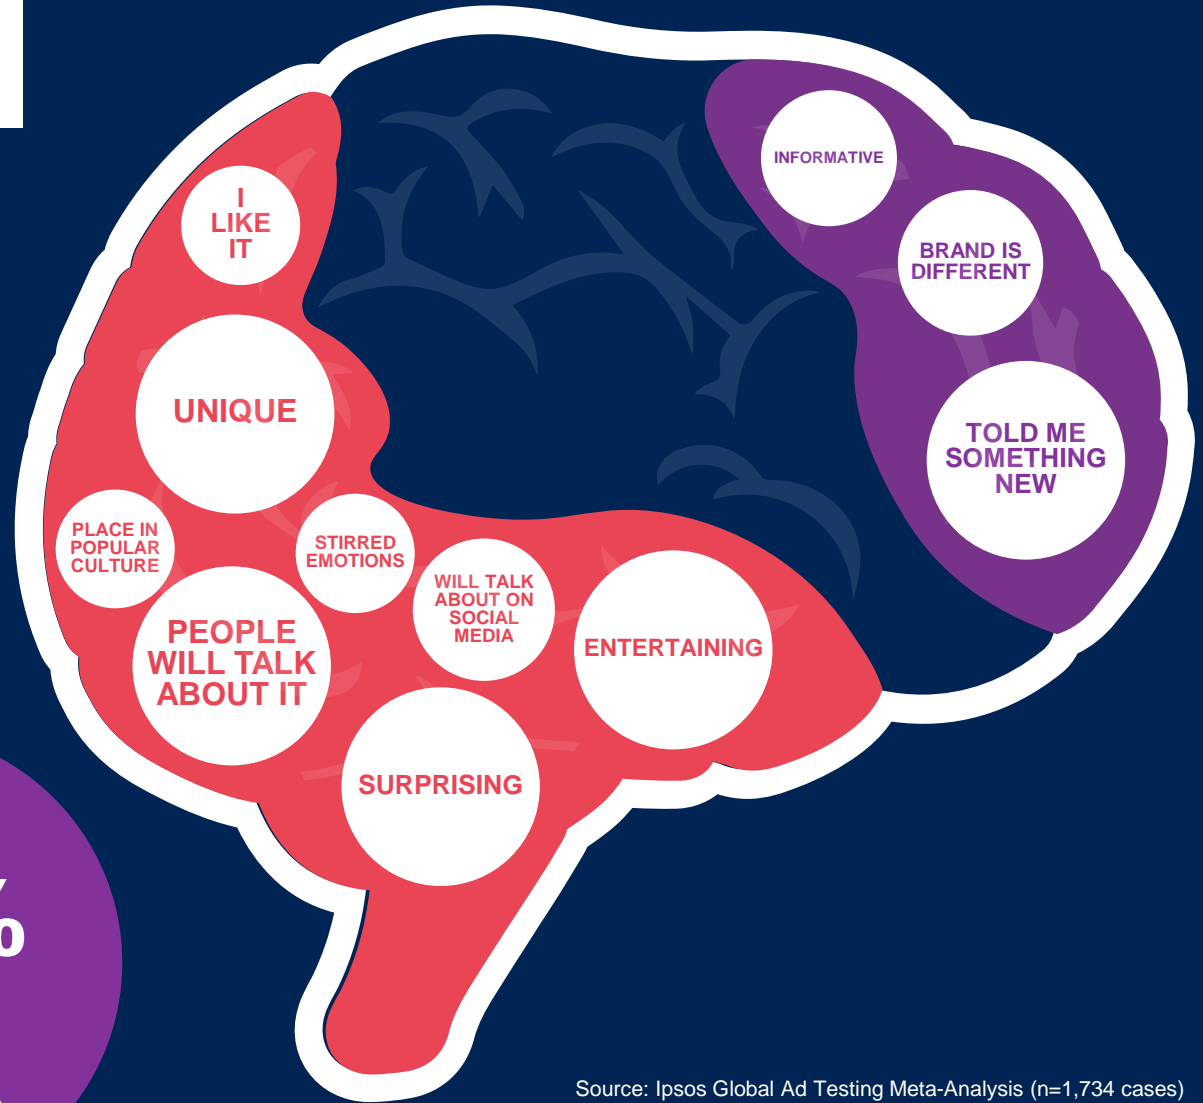 INFORMATIVE
I
LIKE
IT
BRAND IS
DIFFERENT
UNIQUE
TOLD ME
SOMETHING
NEW
PLACE IN
POPULAR
CULTURE
STIRRED
EMOTIONS
WILL TALK
ABOUT ON
SOCIAL
MEDIA
PEOPLE
WILL TALK
ABOUT IT
ENTERTAINING
SURPRISING
%
Source: Ipsos Global Ad Testing Meta-Analysis (n=1,734 cases)